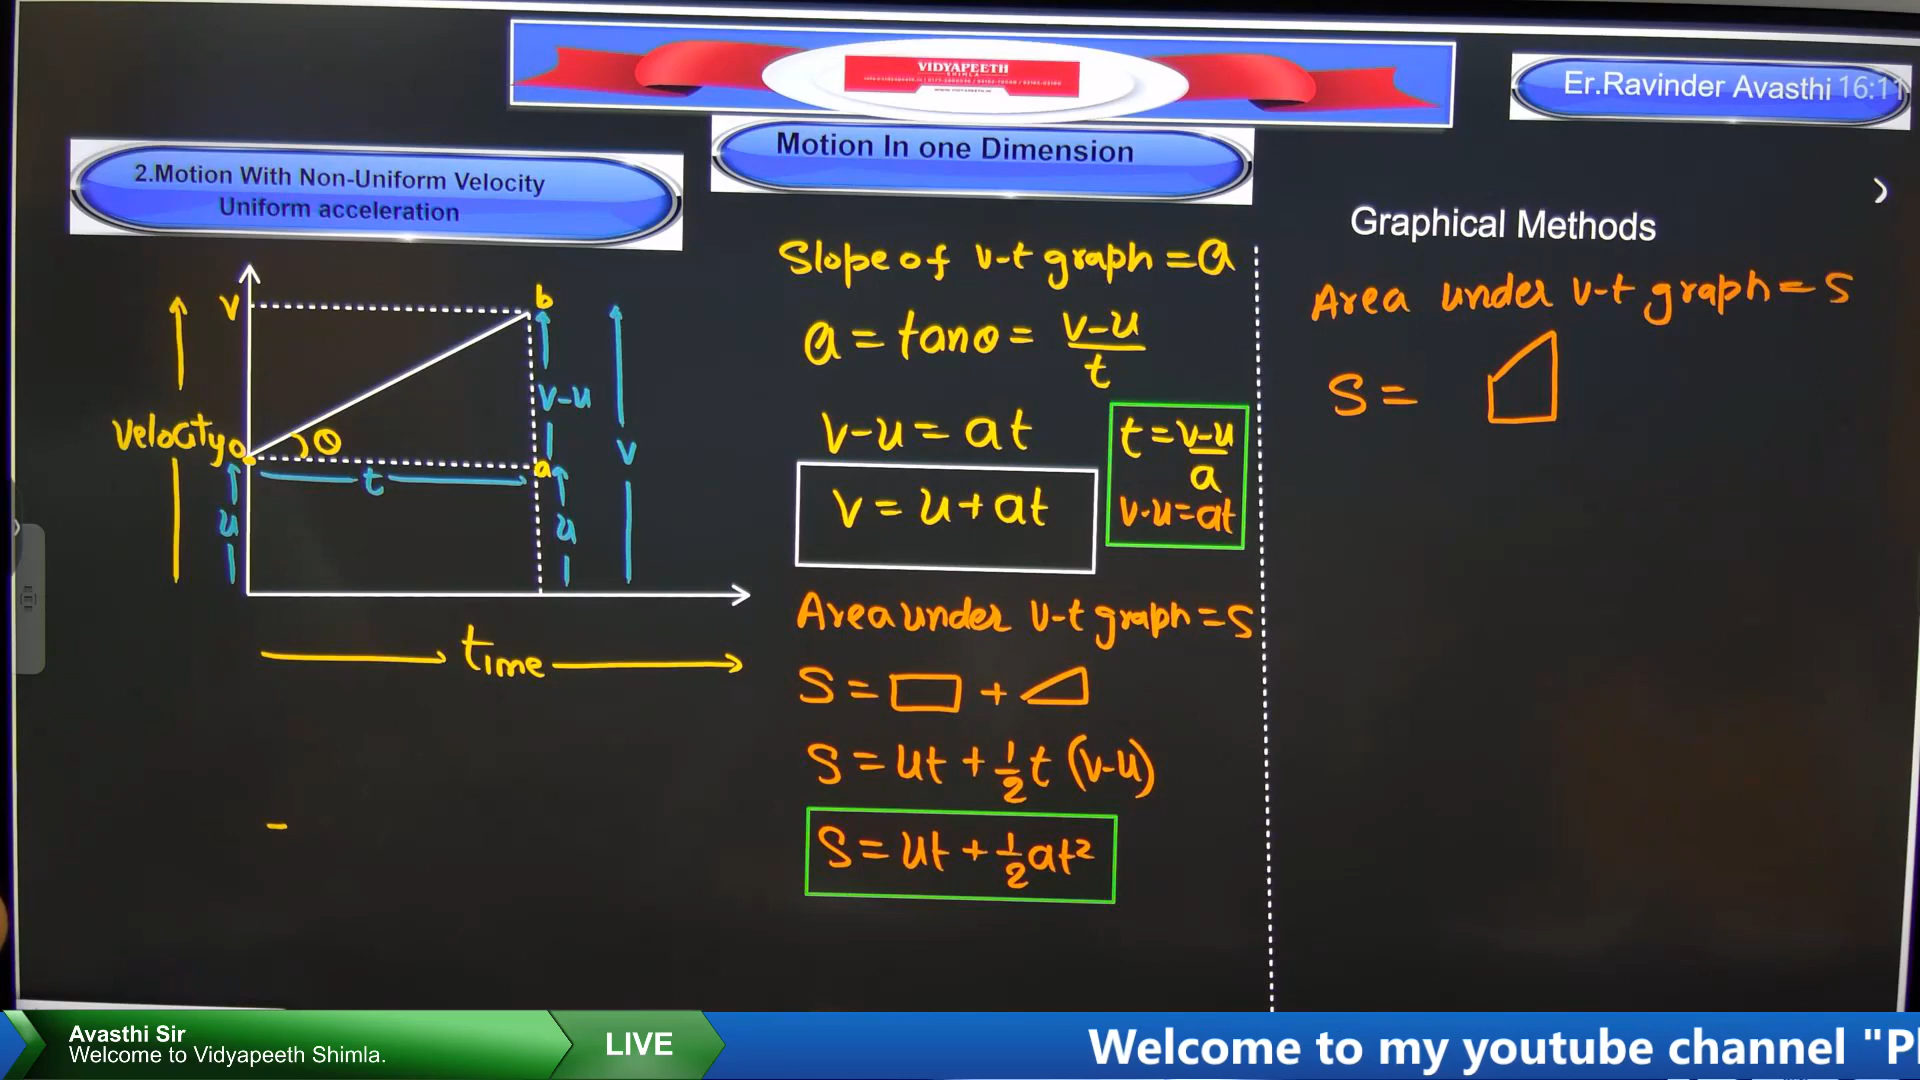 VIDYAPEETH
SHIMLA
Er.Ravinder Avasthi 16:11
Motion In one Dimension
2.Motion With Non-Uniform Velocity
Uniform acceleration
V
b
v-u
v
Velocity
o
θ
a
t
u
u
time
Slope of v-t graph = a
a = tanθ = v-u/t
v-u = at
v = u + at
t = v-u/a
v-u=at
Area under v-t graph = s
S = +
S = ut + 1/2 t (v-u)
S = ut + 1/2 at²
Graphical Methods
Area under v-t graph = S
S =
Avasthi Sir
Welcome to Vidyapeeth Shimla.
LIVE
Welcome to my youtube channel "P